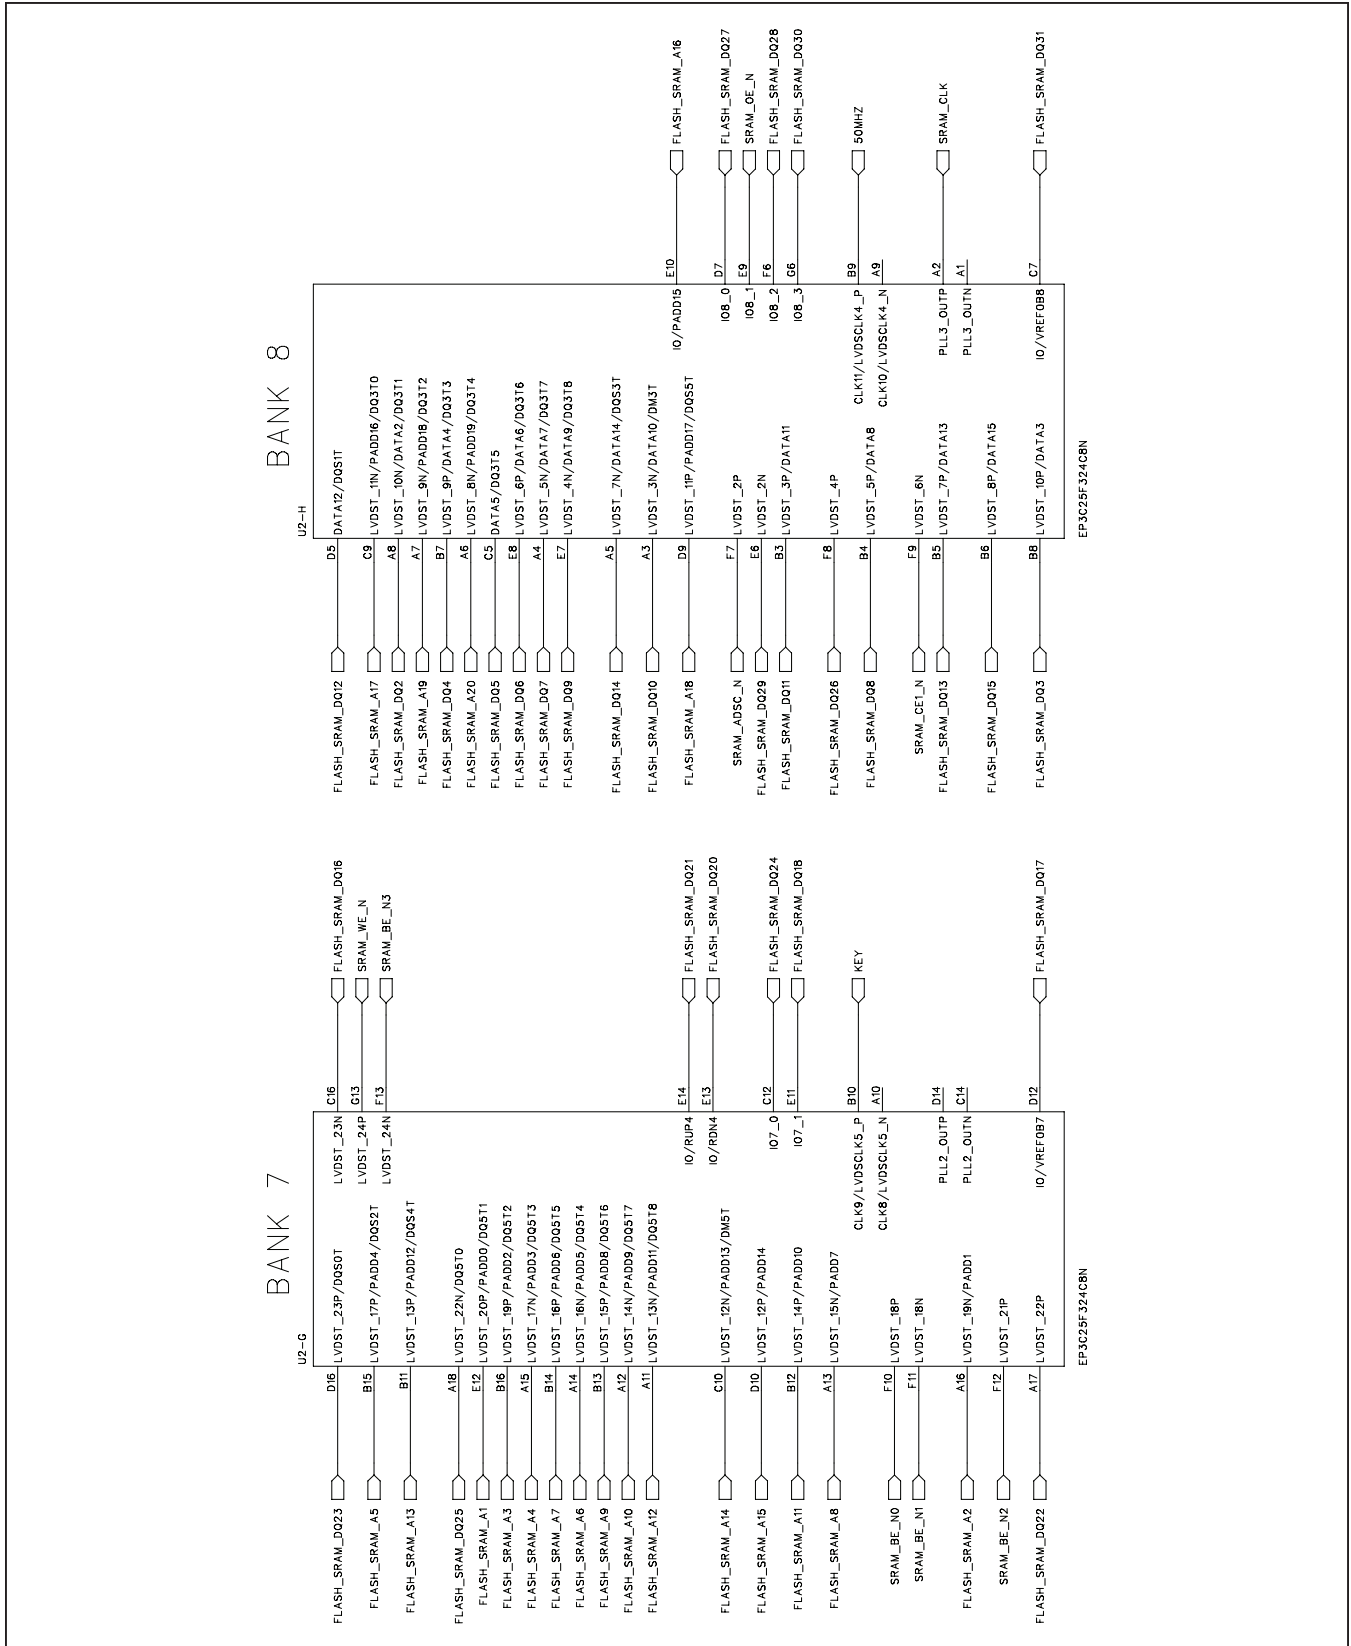 BANK 7
U2-G
FLASH_SRAM_DQ23 D16 LVDST_23P/DQS0T LVDST_23N C16 FLASH_SRAM_DQ16
LVDST_24P G13 SRAM_WE_N
FLASH_SRAM_A5 B15 LVDST_17P/PADD4/DQS2T
LVDST_24N F13 SRAM_BE_N3
FLASH_SRAM_A13 B11 LVDST_13P/PADD12/DQS4T
FLASH_SRAM_DQ25 A18 LVDST_22N/DQ5T0
FLASH_SRAM_A1 E12 LVDST_20P/PADD0/DQ5T1
FLASH_SRAM_A3 B16 LVDST_19P/PADD2/DQ5T2
FLASH_SRAM_A4 A15 LVDST_17N/PADD3/DQ5T3
FLASH_SRAM_A7 B14 LVDST_16P/PADD6/DQ5T5
FLASH_SRAM_A6 A14 LVDST_16N/PADD5/DQ5T4
FLASH_SRAM_A9 B13 LVDST_15P/PADD8/DQ5T6
FLASH_SRAM_A10 A12 LVDST_14N/PADD9/DQ5T7
FLASH_SRAM_A12 A11 LVDST_13N/PADD11/DQ5T8
IO/RUP4 E14 FLASH_SRAM_DQ21
IO/RDN4 E13 FLASH_SRAM_DQ20
FLASH_SRAM_A14 C10 LVDST_12N/PADD13/DM5T
FLASH_SRAM_A15 D10 LVDST_12P/PADD14
IO7_0 C12 FLASH_SRAM_DQ24
FLASH_SRAM_A11 B12 LVDST_14P/PADD10 IO7_1 E11 FLASH_SRAM_DQ18
FLASH_SRAM_A8 A13 LVDST_15N/PADD7
CLK9/LVDSCLK5_P B10 KEY
CLK8/LVDSCLK5_N A10
SRAM_BE_N0 F10 LVDST_18P
SRAM_BE_N1 F11 LVDST_18N
PLL2_OUTP D14
FLASH_SRAM_A2 A16 LVDST_19N/PADD1 PLL2_OUTN C14
SRAM_BE_N2 F12 LVDST_21P
FLASH_SRAM_DQ22 A17 LVDST_22P IO/VREF0B7 D12 FLASH_SRAM_DQ17
EP3C25F324C8N
BANK 8
U2-H
FLASH_SRAM_DQ12 D5 DATA12/DQS1T
FLASH_SRAM_A17 C9 LVDST_11N/PADD16/DQ3T0
FLASH_SRAM_DQ2 A8 LVDST_10N/DATA2/DQ3T1
FLASH_SRAM_A19 A7 LVDST_9N/PADD18/DQ3T2
FLASH_SRAM_DQ4 B7 LVDST_9P/DATA4/DQ3T3
FLASH_SRAM_A20 A6 LVDST_8N/PADD19/DQ3T4
FLASH_SRAM_DQ5 C5 DATA5/DQ3T5
FLASH_SRAM_DQ6 E8 LVDST_6P/DATA6/DQ3T6
FLASH_SRAM_DQ7 A4 LVDST_5N/DATA7/DQ3T7
FLASH_SRAM_DQ9 E7 LVDST_4N/DATA9/DQ3T8
FLASH_SRAM_DQ14 A5 LVDST_7N/DATA14/DQS3T
FLASH_SRAM_DQ10 A3 LVDST_3N/DATA10/DM3T
IO/PADD15 E10 FLASH_SRAM_A16
FLASH_SRAM_A18 D9 LVDST_11P/PADD17/DQS5T
IO8_0 D7 FLASH_SRAM_DQ27
SRAM_ADSC_N F7 LVDST_2P
IO8_1 E9 SRAM_OE_N
FLASH_SRAM_DQ29 E6 LVDST_2N
IO8_2 F6 FLASH_SRAM_DQ28
FLASH_SRAM_DQ11 B3 LVDST_3P/DATA11
IO8_3 G6 FLASH_SRAM_DQ30
FLASH_SRAM_DQ26 F8 LVDST_4P
CLK11/LVDSCLK4_P B9 50MHZ
FLASH_SRAM_DQ8 B4 LVDST_5P/DATA8
CLK10/LVDSCLK4_N A9
SRAM_CE1_N F9 LVDST_6N
FLASH_SRAM_DQ13 B5 LVDST_7P/DATA13 PLL3_OUTP A2 SRAM_CLK
PLL3_OUTN A1
FLASH_SRAM_DQ15 B6 LVDST_8P/DATA15
FLASH_SRAM_DQ3 B8 LVDST_10P/DATA3 IO/VREF0B8 C7 FLASH_SRAM_DQ31
EP3C25F324C8N